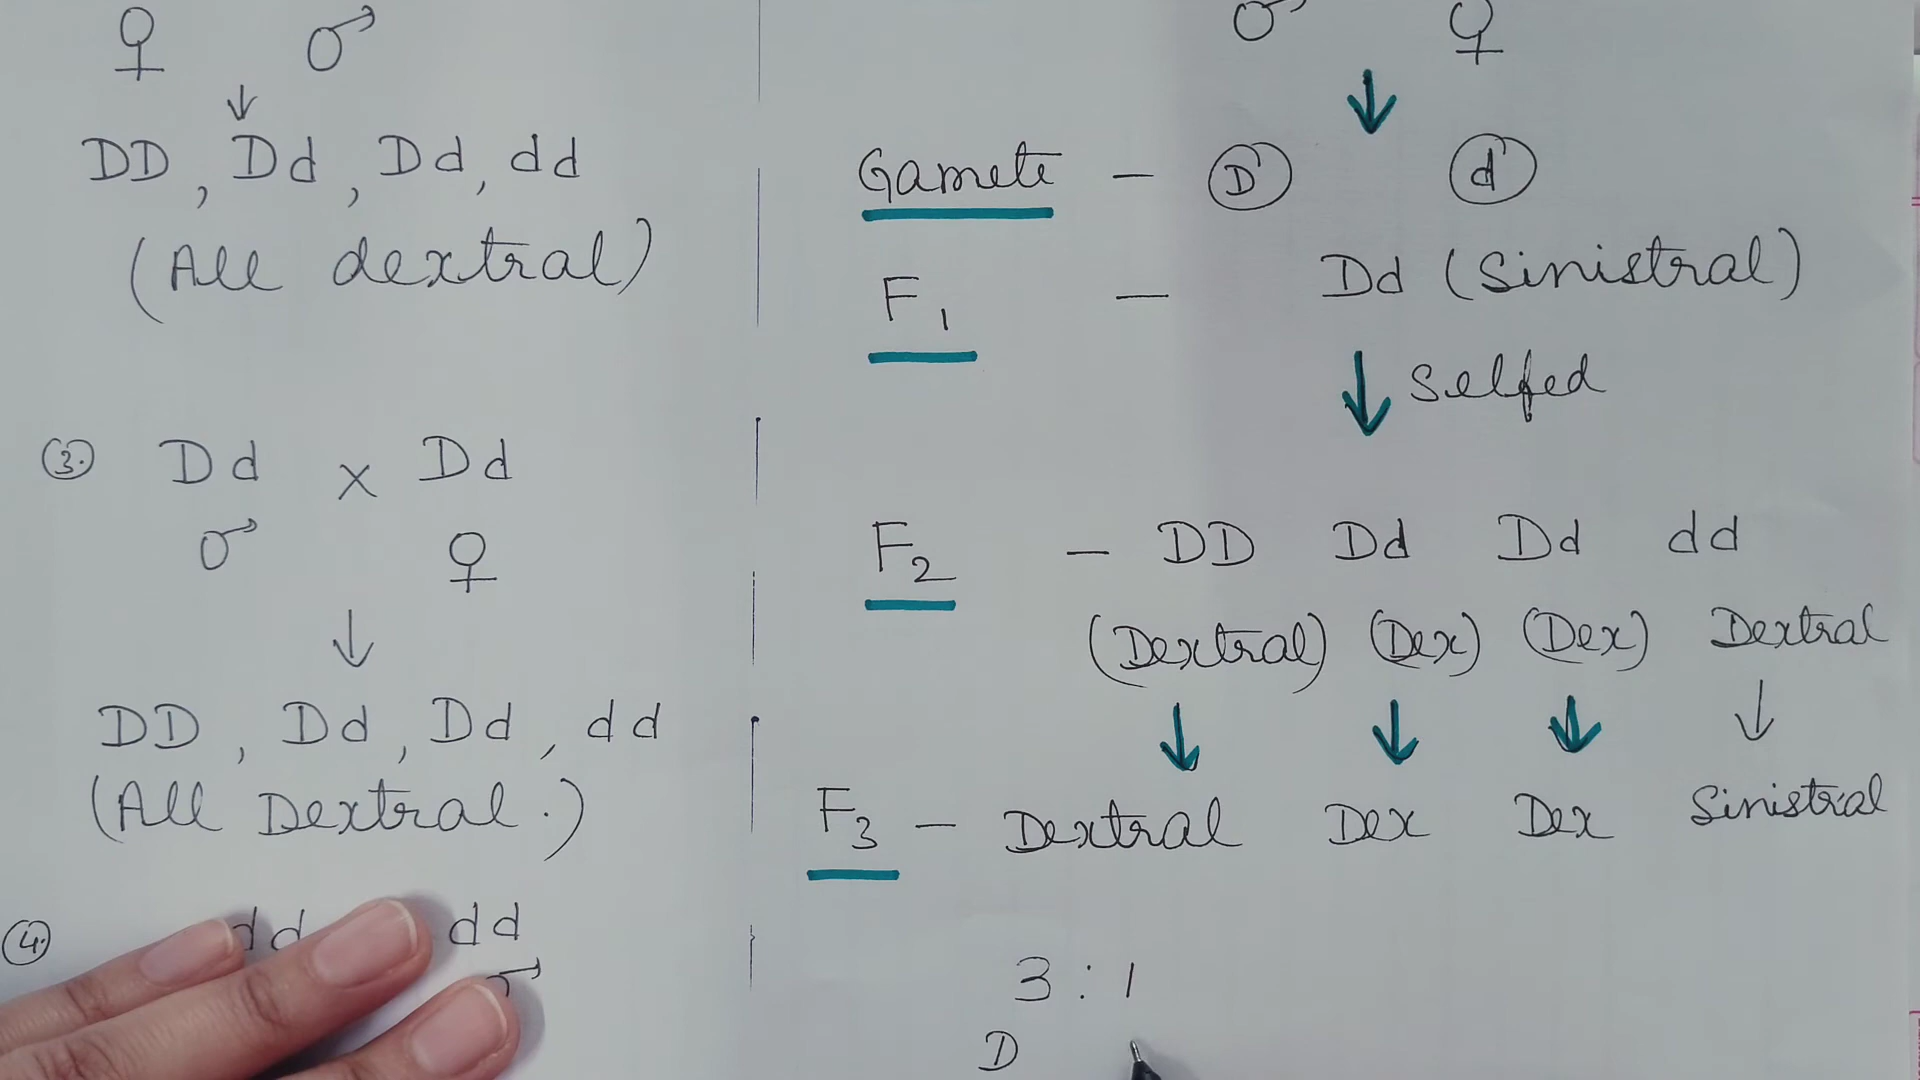 ♀ ♂
↓
DD, Dd, Dd, dd
(All dextral)
③. Dd x Dd
♂ ♀
↓
DD, Dd, Dd, dd
(All Dextral.)
④. dd dd
♂
♂ ♀
↓
Gamete - D d
F1 - Dd (Sinistral)
↓ Selfed
F2 - DD Dd Dd dd
(Dextral) (Dex) (Dex) Dextral
↓ ↓ ↓ ↓
F3 - Dextral Dex Dex Sinistral
3 : 1
D